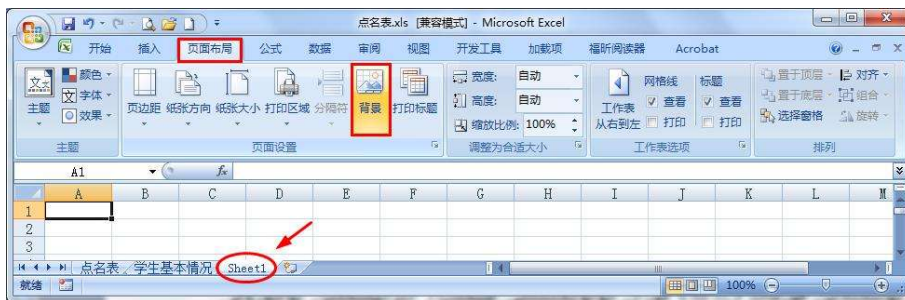 点名表.xls [兼容模式] - Microsoft Excel
开始 插入 页面布局 公式 数据 审阅 视图 开发工具 加载项 福昕阅读器 Acrobat
主题 颜色 字体 效果
页边距 纸张方向 纸张大小 打印区域 分隔符 背景 打印标题
宽度: 自动
高度: 自动
缩放比例: 100%
工作表从右到左
网格线 标题
查看 查看
打印 打印
置于顶层 对齐
置于底层 组合
选择窗格 旋转
主题 页面设置 调整为合适大小 工作表选项 排列
A1 fx
A B C D E F G H I J K L M
1
2
3
点名表 学生基本情况 Sheet1
就绪 100%